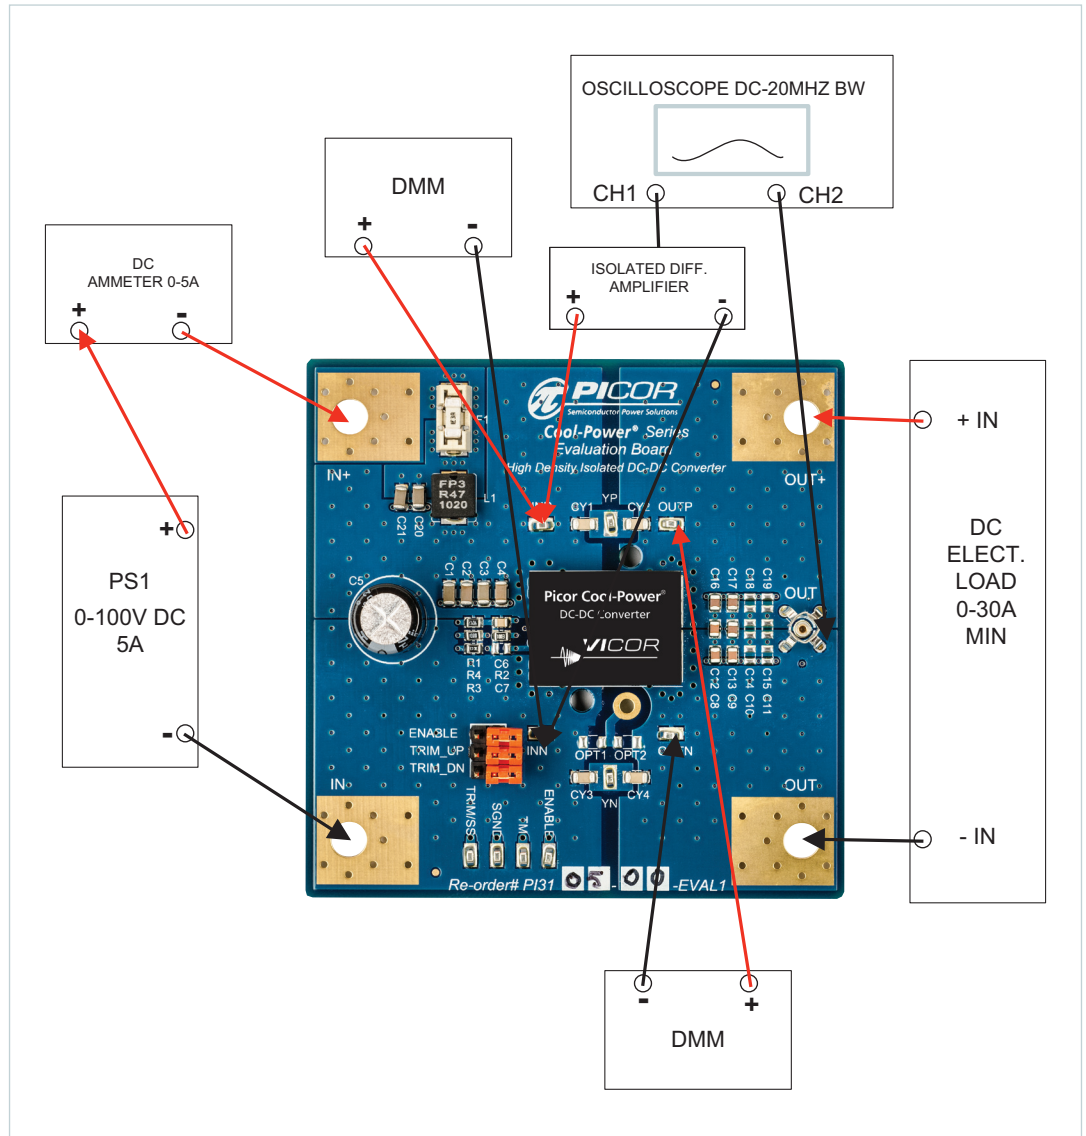 OSCILLOSCOPE DC-20MHZ BW
CH1
CH2
DMM
+
-
DC
AMMETER 0-5A
+
-
ISOLATED DIFF.
AMPLIFIER
+
-
PICOR
Semiconductor Power Solutions
Cool-Power® Series
Evaluation Board
High Density Isolated DC-DC Converter
IN+
FP3
R47
1020
L1
C21
C20
YP
CY1
CY2
OUTP
OUT+
+ IN
DC
ELECT.
LOAD
0-30A
MIN
- IN
+
PS1
0-100V DC
5A
-
C5
C1
C2
C3
C4
Picor
DC-DC
VICOR
C16
C17
C18
C19
OUT
R1
R4
R3
C6
R2
C7
C12
C8
C13
C9
C14
C10
C15
C11
ENABLE
TRIM_UP
TRIM_DN
INN
OPT1
OPT2
CY3
CY4
YN
IN
OUT
TRIM/SS
SGND
TM
ENABLE
Re-order# PI31 05-00 -EVAL1
-
+
DMM